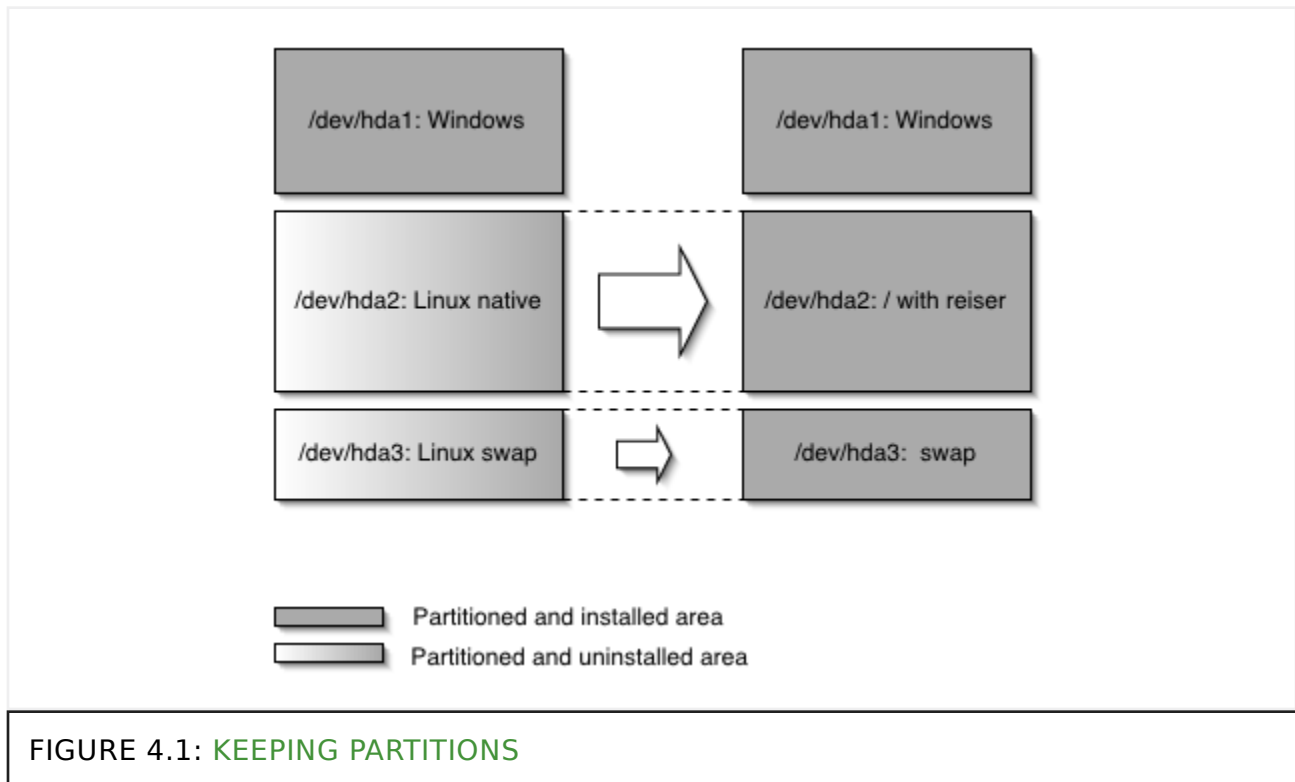 /dev/hda1: Windows
/dev/hda1: Windows
/dev/hda2: Linux native
/dev/hda2: / with reiser
/dev/hda3: Linux swap
/dev/hda3: swap
Partitioned and installed area
Partitioned and uninstalled area
FIGURE 4.1: KEEPING PARTITIONS